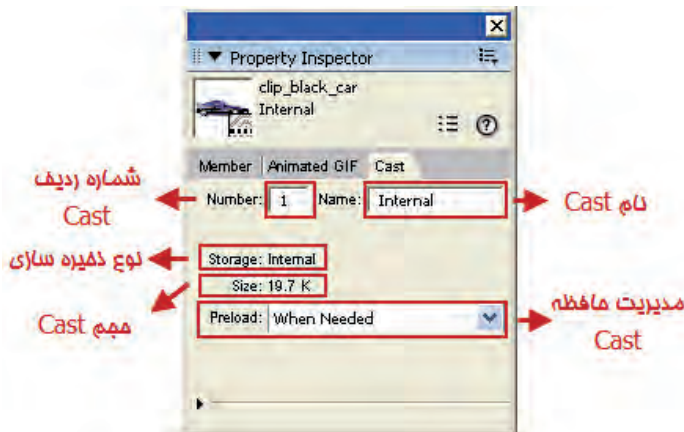 Property Inspector
clip_black_car
Internal
Member Animated GIF Cast
شماره ردیف
Cast
Number: 1 Name: Internal
نام Cast
نوع ذخیره سازی
Storage: Internal
Size: 19.7 K
حجم Cast
Preload: When Needed
مدیریت حافظه
Cast